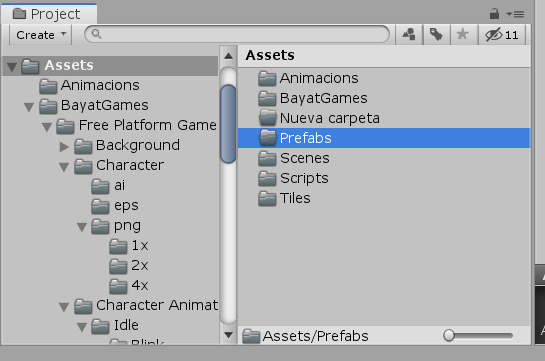 Project
Create
11
Assets
Animacions
BayatGames
Free Platform Game
Background
Character
ai
eps
png
1x
2x
4x
Character Animat
Idle
Blink
Assets
Animacions
BayatGames
Nueva carpeta
Prefabs
Scenes
Scripts
Tiles
Assets/Prefabs